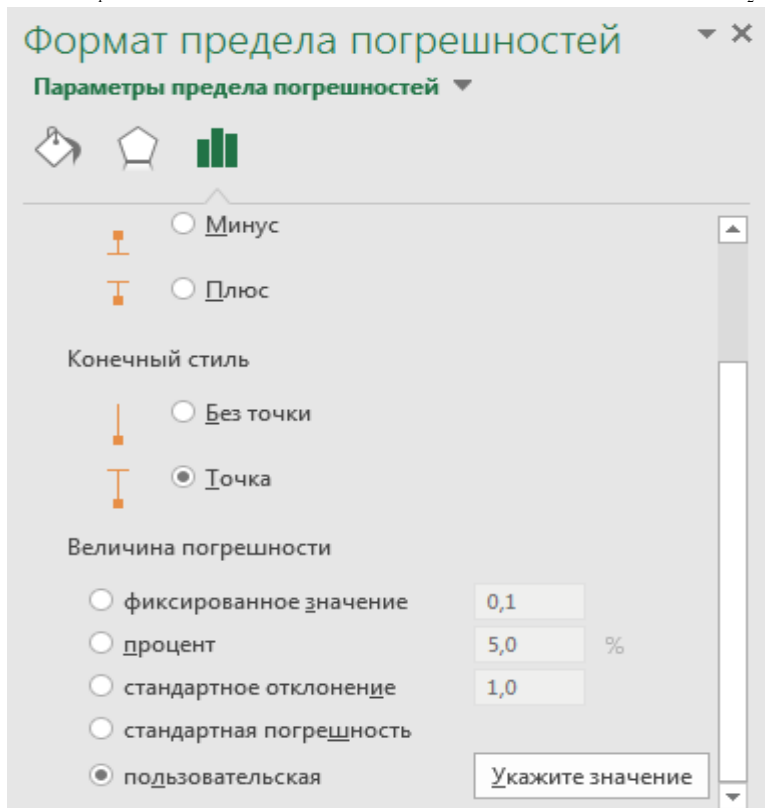 Формат предела погрешностей
Параметры предела погрешностей
Минус
Плюс
Конечный стиль
Без точки
Точка
Величина погрешности
фиксированное значение 0,1
процент 5,0 %
стандартное отклонение 1,0
стандартная погрешность
пользовательская Укажите значение